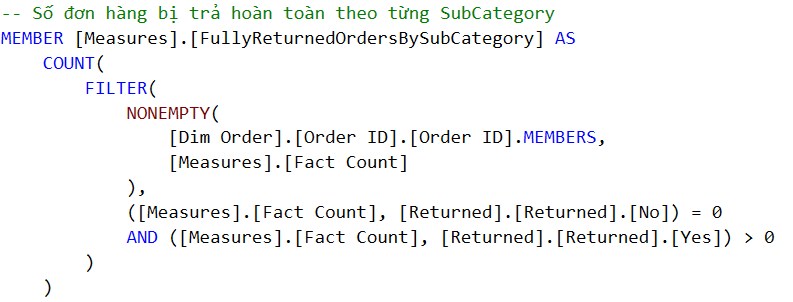 -- Số đơn hàng bị trả hoàn toàn theo từng SubCategory
MEMBER [Measures].[FullyReturnedOrdersBySubCategory] AS
    COUNT(
        FILTER(
            NONEMPTY(
                [Dim Order].[Order ID].[Order ID].MEMBERS,
                [Measures].[Fact Count]
            ),
            ([Measures].[Fact Count], [Returned].[Returned].[No]) = 0
            AND ([Measures].[Fact Count], [Returned].[Returned].[Yes]) > 0
        )
    )